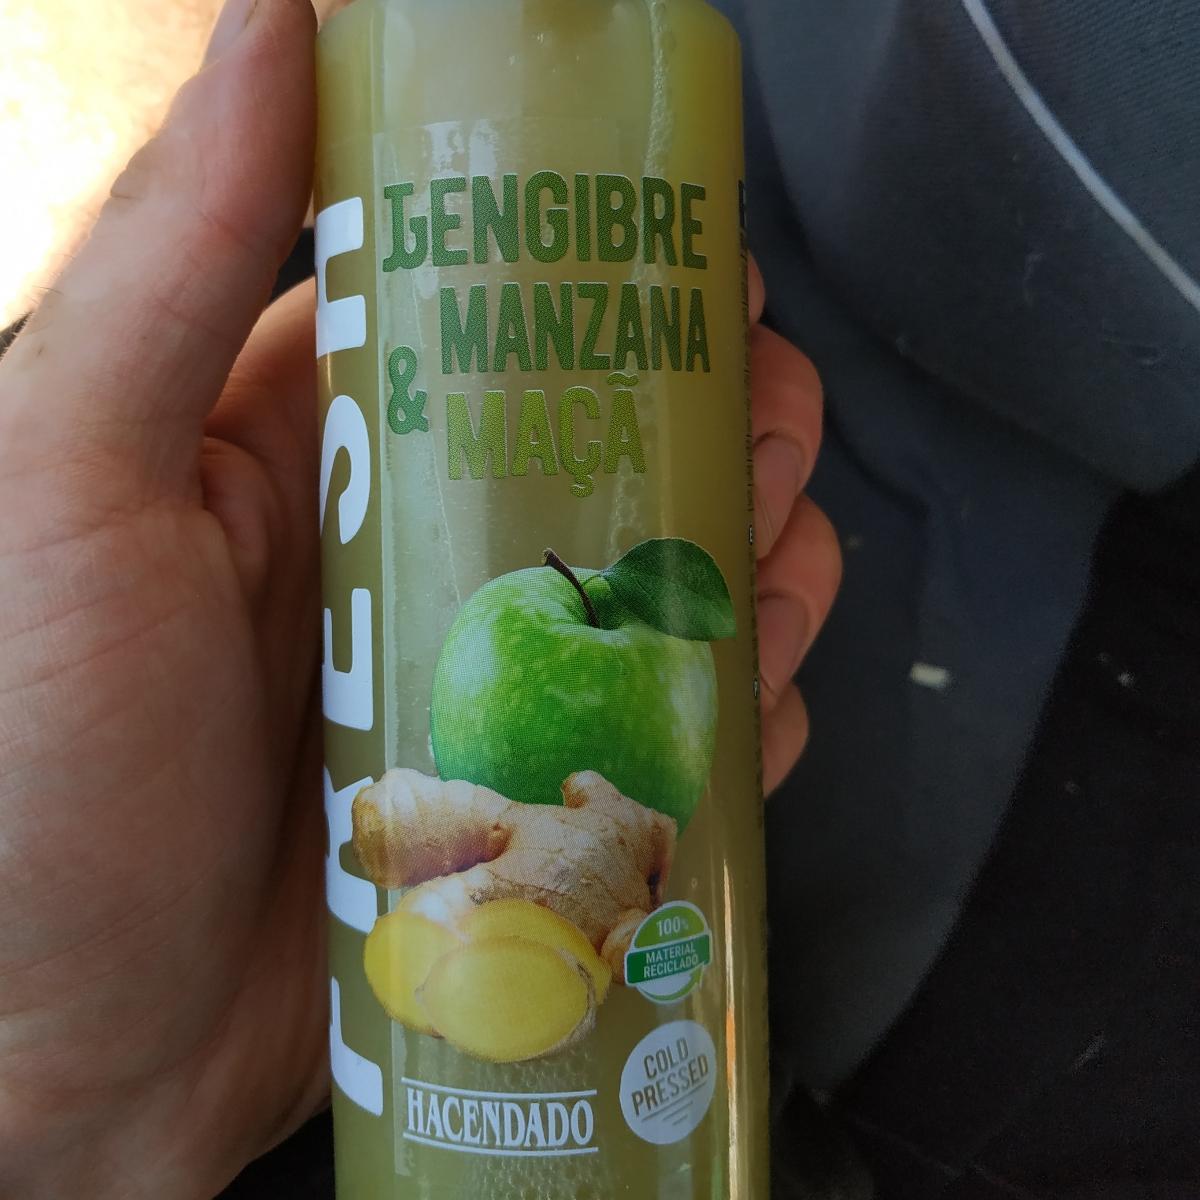 FRESH
JENGIBRE
MANZANA
&
MAÇÃ
100%
MATERIAL
RECICLADO
COLD
PRESSED
HACENDADO